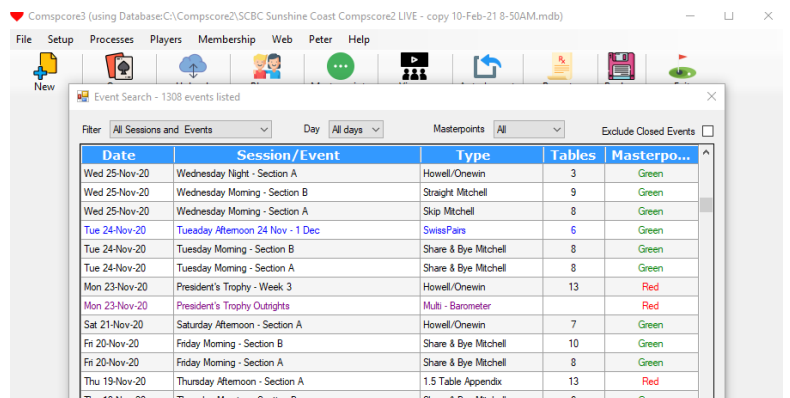 Comspcore3 (using Database:C:\Compscore2\SCBC Sunshine Coast Compscore2 LIVE - copy 10-Feb-21 8-50AM.mdb)
File Setup Processes Players Membership Web Peter Help
New
Event Search - 1308 events listed
Filter All Sessions and Events Day All days Masterpoints All Exclude Closed Events
Date Session/Event Type Tables Masterpo...
Wed 25-Nov-20 Wednesday Night - Section A Howell/Onewin 3 Green
Wed 25-Nov-20 Wednesday Morning - Section B Straight Mitchell 9 Green
Wed 25-Nov-20 Wednesday Morning - Section A Skip Mitchell 8 Green
Tue 24-Nov-20 Tueaday Afternoon 24 Nov - 1 Dec SwissPairs 6 Green
Tue 24-Nov-20 Tuesday Morning - Section B Share & Bye Mitchell 8 Green
Tue 24-Nov-20 Tuesday Morning - Section A Share & Bye Mitchell 8 Green
Mon 23-Nov-20 President's Trophy - Week 3 Howell/Onewin 13 Red
Mon 23-Nov-20 President's Trophy Outrights Multi - Barometer Red
Sat 21-Nov-20 Saturday Afternoon - Section A Howell/Onewin 7 Green
Fri 20-Nov-20 Friday Morning - Section B Share & Bye Mitchell 10 Green
Fri 20-Nov-20 Friday Morning - Section A Share & Bye Mitchell 8 Green
Thu 19-Nov-20 Thursday Afternoon - Section A 1.5 Table Appendix 13 Red